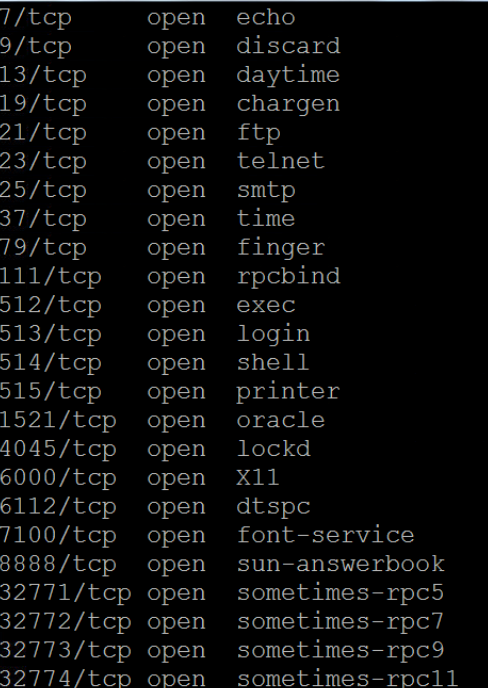 7/tcp open echo
9/tcp open discard
13/tcp open daytime
19/tcp open chargen
21/tcp open ftp
23/tcp open telnet
25/tcp open smtp
37/tcp open time
79/tcp open finger
111/tcp open rpcbind
512/tcp open exec
513/tcp open login
514/tcp open shell
515/tcp open printer
1521/tcp open oracle
4045/tcp open lockd
6000/tcp open X11
6112/tcp open dtspc
7100/tcp open font-service
8888/tcp open sun-answerbook
32771/tcp open sometimes-rpc5
32772/tcp open sometimes-rpc7
32773/tcp open sometimes-rpc9
32774/tcp open sometimes-rpc11